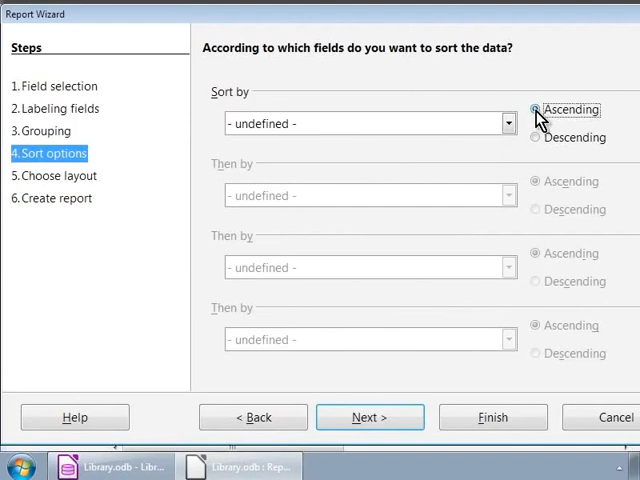 Report Wizard
Steps
According to which fields do you want to sort the data?
1.Field selection
2.Labeling fields
3.Grouping
4.Sort options
5.Choose layout
6.Create report
Sort by
- undefined -
Ascending
Descending
Then by
- undefined -
Ascending
Descending
Then by
- undefined -
Ascending
Descending
Then by
- undefined -
Ascending
Descending
Help
< Back
Next >
Finish
Cancel
Library.odb - Libr...
Library.odb : Rep...